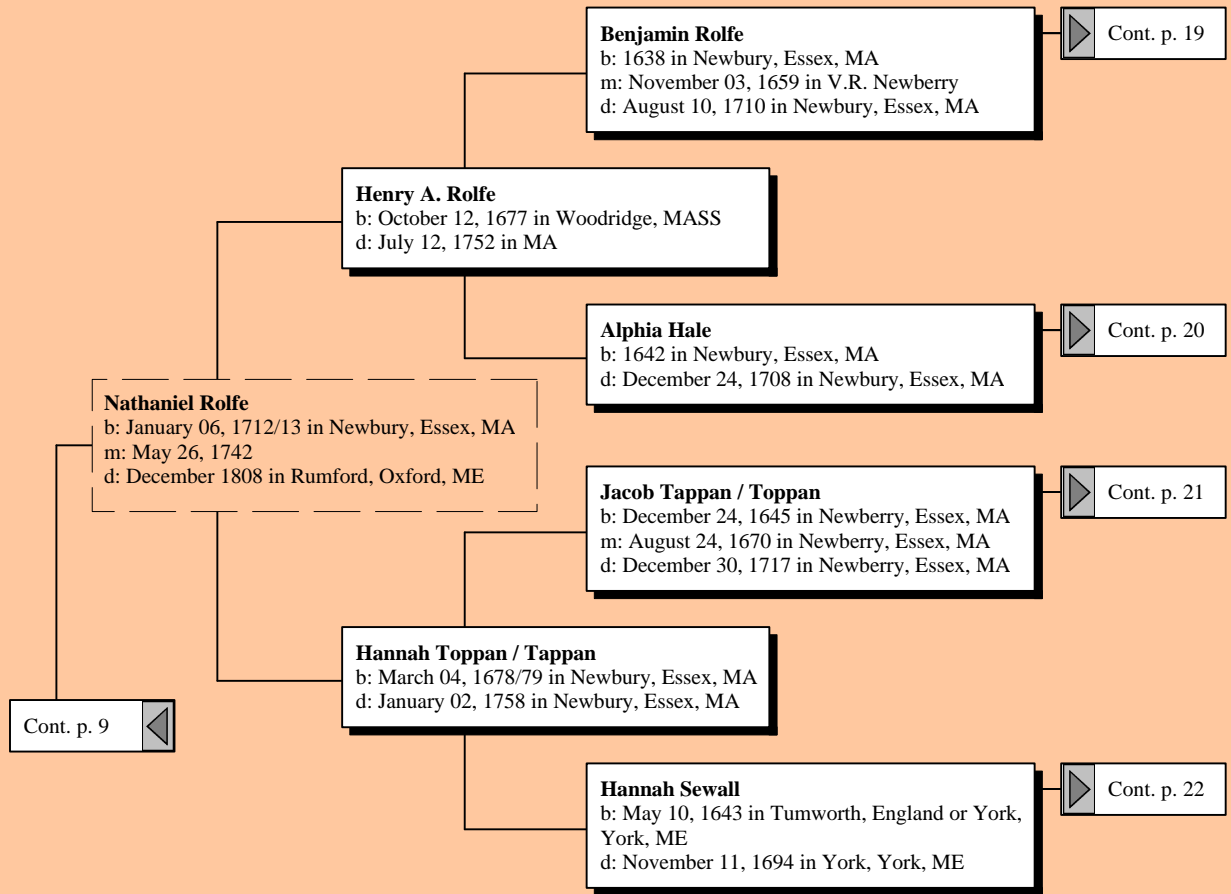 Benjamin Rolfe
b: 1638 in Newbury, Essex, MA
m: November 03, 1659 in V.R. Newberry
d: August 10, 1710 in Newbury, Essex, MA
Cont. p. 19
Henry A. Rolfe
b: October 12, 1677 in Woodridge, MASS
d: July 12, 1752 in MA
Alphia Hale
b: 1642 in Newbury, Essex, MA
d: December 24, 1708 in Newbury, Essex, MA
Cont. p. 20
Nathaniel Rolfe
b: January 06, 1712/13 in Newbury, Essex, MA
m: May 26, 1742
d: December 1808 in Rumford, Oxford, ME
Jacob Tappan / Toppan
b: December 24, 1645 in Newberry, Essex, MA
m: August 24, 1670 in Newberry, Essex, MA
d: December 30, 1717 in Newberry, Essex, MA
Cont. p. 21
Hannah Toppan / Tappan
b: March 04, 1678/79 in Newbury, Essex, MA
d: January 02, 1758 in Newbury, Essex, MA
Cont. p. 9
Hannah Sewall
b: May 10, 1643 in Tumworth, England or York,
York, ME
d: November 11, 1694 in York, York, ME
Cont. p. 22